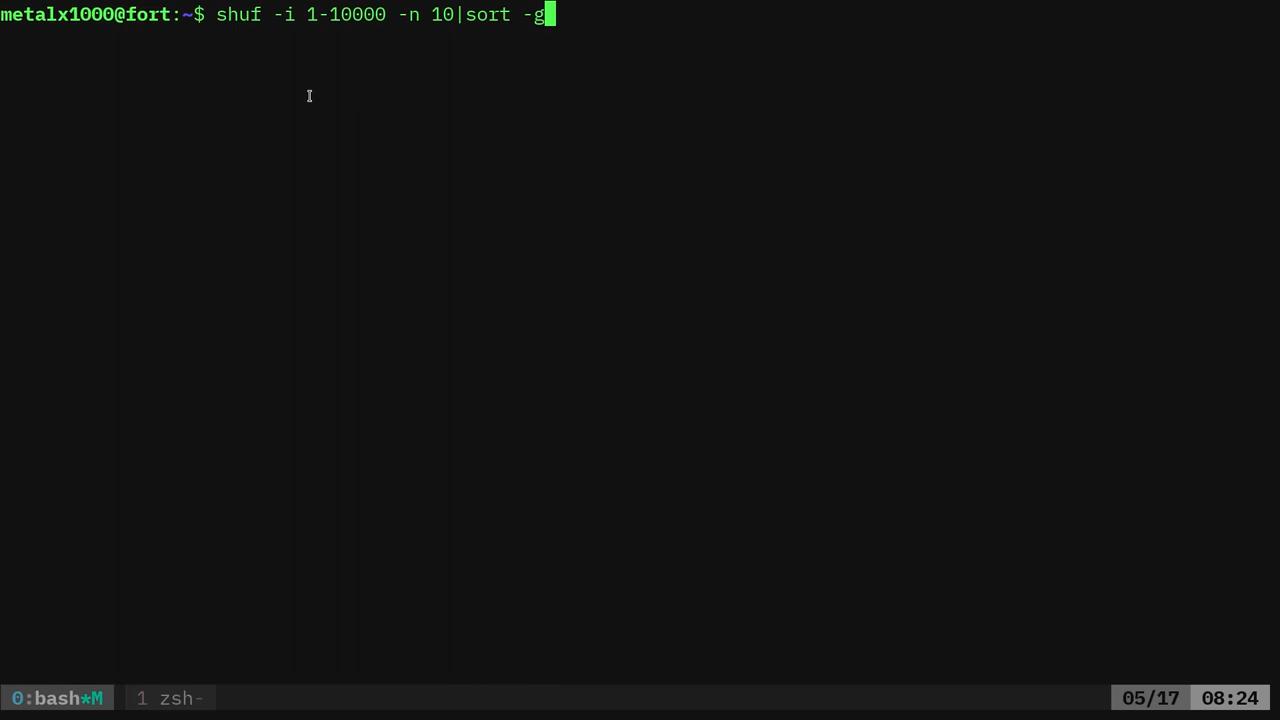 metalx1000@fort:~$ shuf -i 1-10000 -n 10|sort -g
0:bash*M 1 zsh- 05/17 08:24